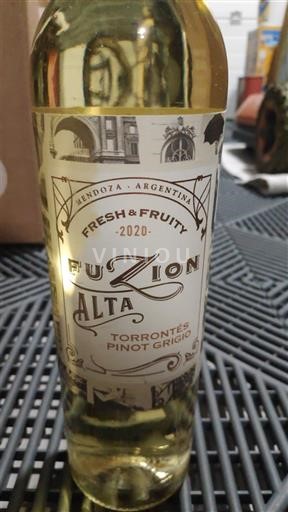 MENDOZA · ARGENTINA
FRESH & FRUITY
-2020-
VINIOU
FUZION
ALTA
TORRONTÉS
PINOT GRIGIO